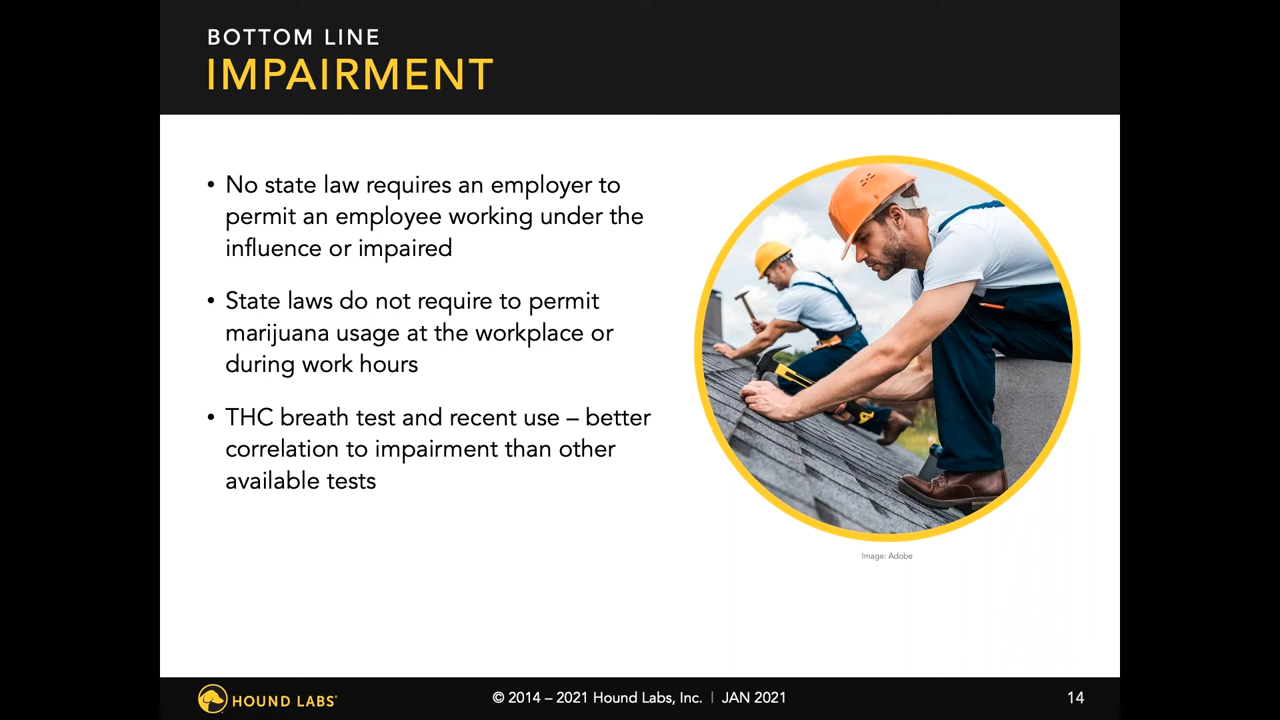 BOTTOM LINE
IMPAIRMENT
• No state law requires an employer to
permit an employee working under the
influence or impaired
• State laws do not require to permit
marijuana usage at the workplace or
during work hours
• THC breath test and recent use – better
correlation to impairment than other
available tests
Image: Adobe
HOUND LABS
© 2014 – 2021 Hound Labs, Inc. | JAN 2021
14